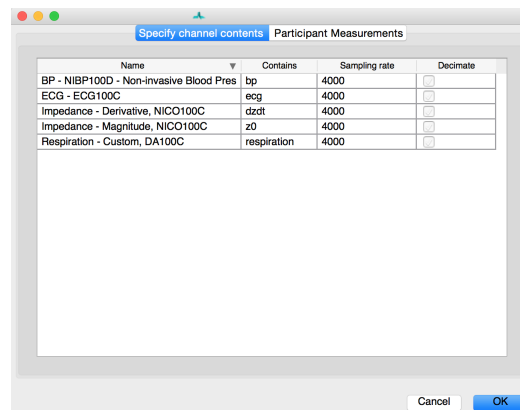 Specify channel contents Participant Measurements
Name Contains Sampling rate Decimate
BP - NIBP100D - Non-invasive Blood Pres bp 4000
ECG - ECG100C ecg 4000
Impedance - Derivative, NICO100C dzdt 4000
Impedance - Magnitude, NICO100C z0 4000
Respiration - Custom, DA100C respiration 4000
Cancel OK